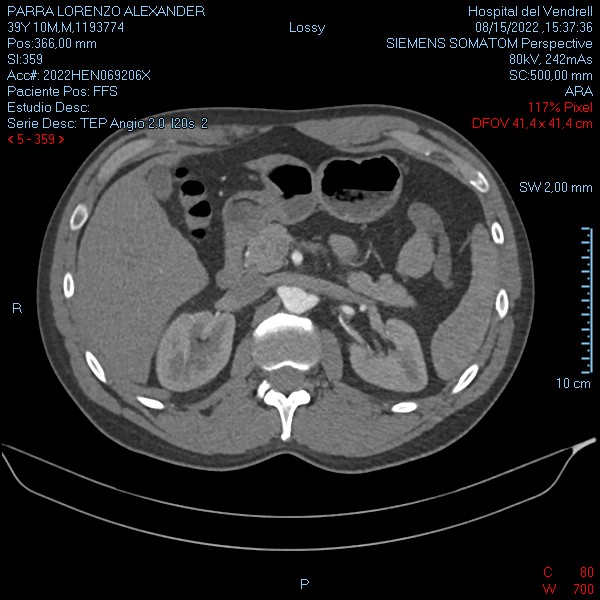 PARRA LORENZO ALEXANDER
39Y 10M,M,1193774
Pos:366,00 mm
SI:359
Acc#: 2022HEN069206X
Paciente Pos: FFS
Estudio Desc:
Serie Desc: TEP Angio 2.0 I20s 2
< 5 - 359 >
Lossy
Hospital del Vendrell
08/15/2022 ,15:37:36
SIEMENS SOMATOM Perspective
80kV, 242mAs
SC:500,00 mm
ARA
117% Pixel
DFOV 41,4 x 41,4 cm
SW 2,00 mm
R
10 cm
P
C 80
W 700